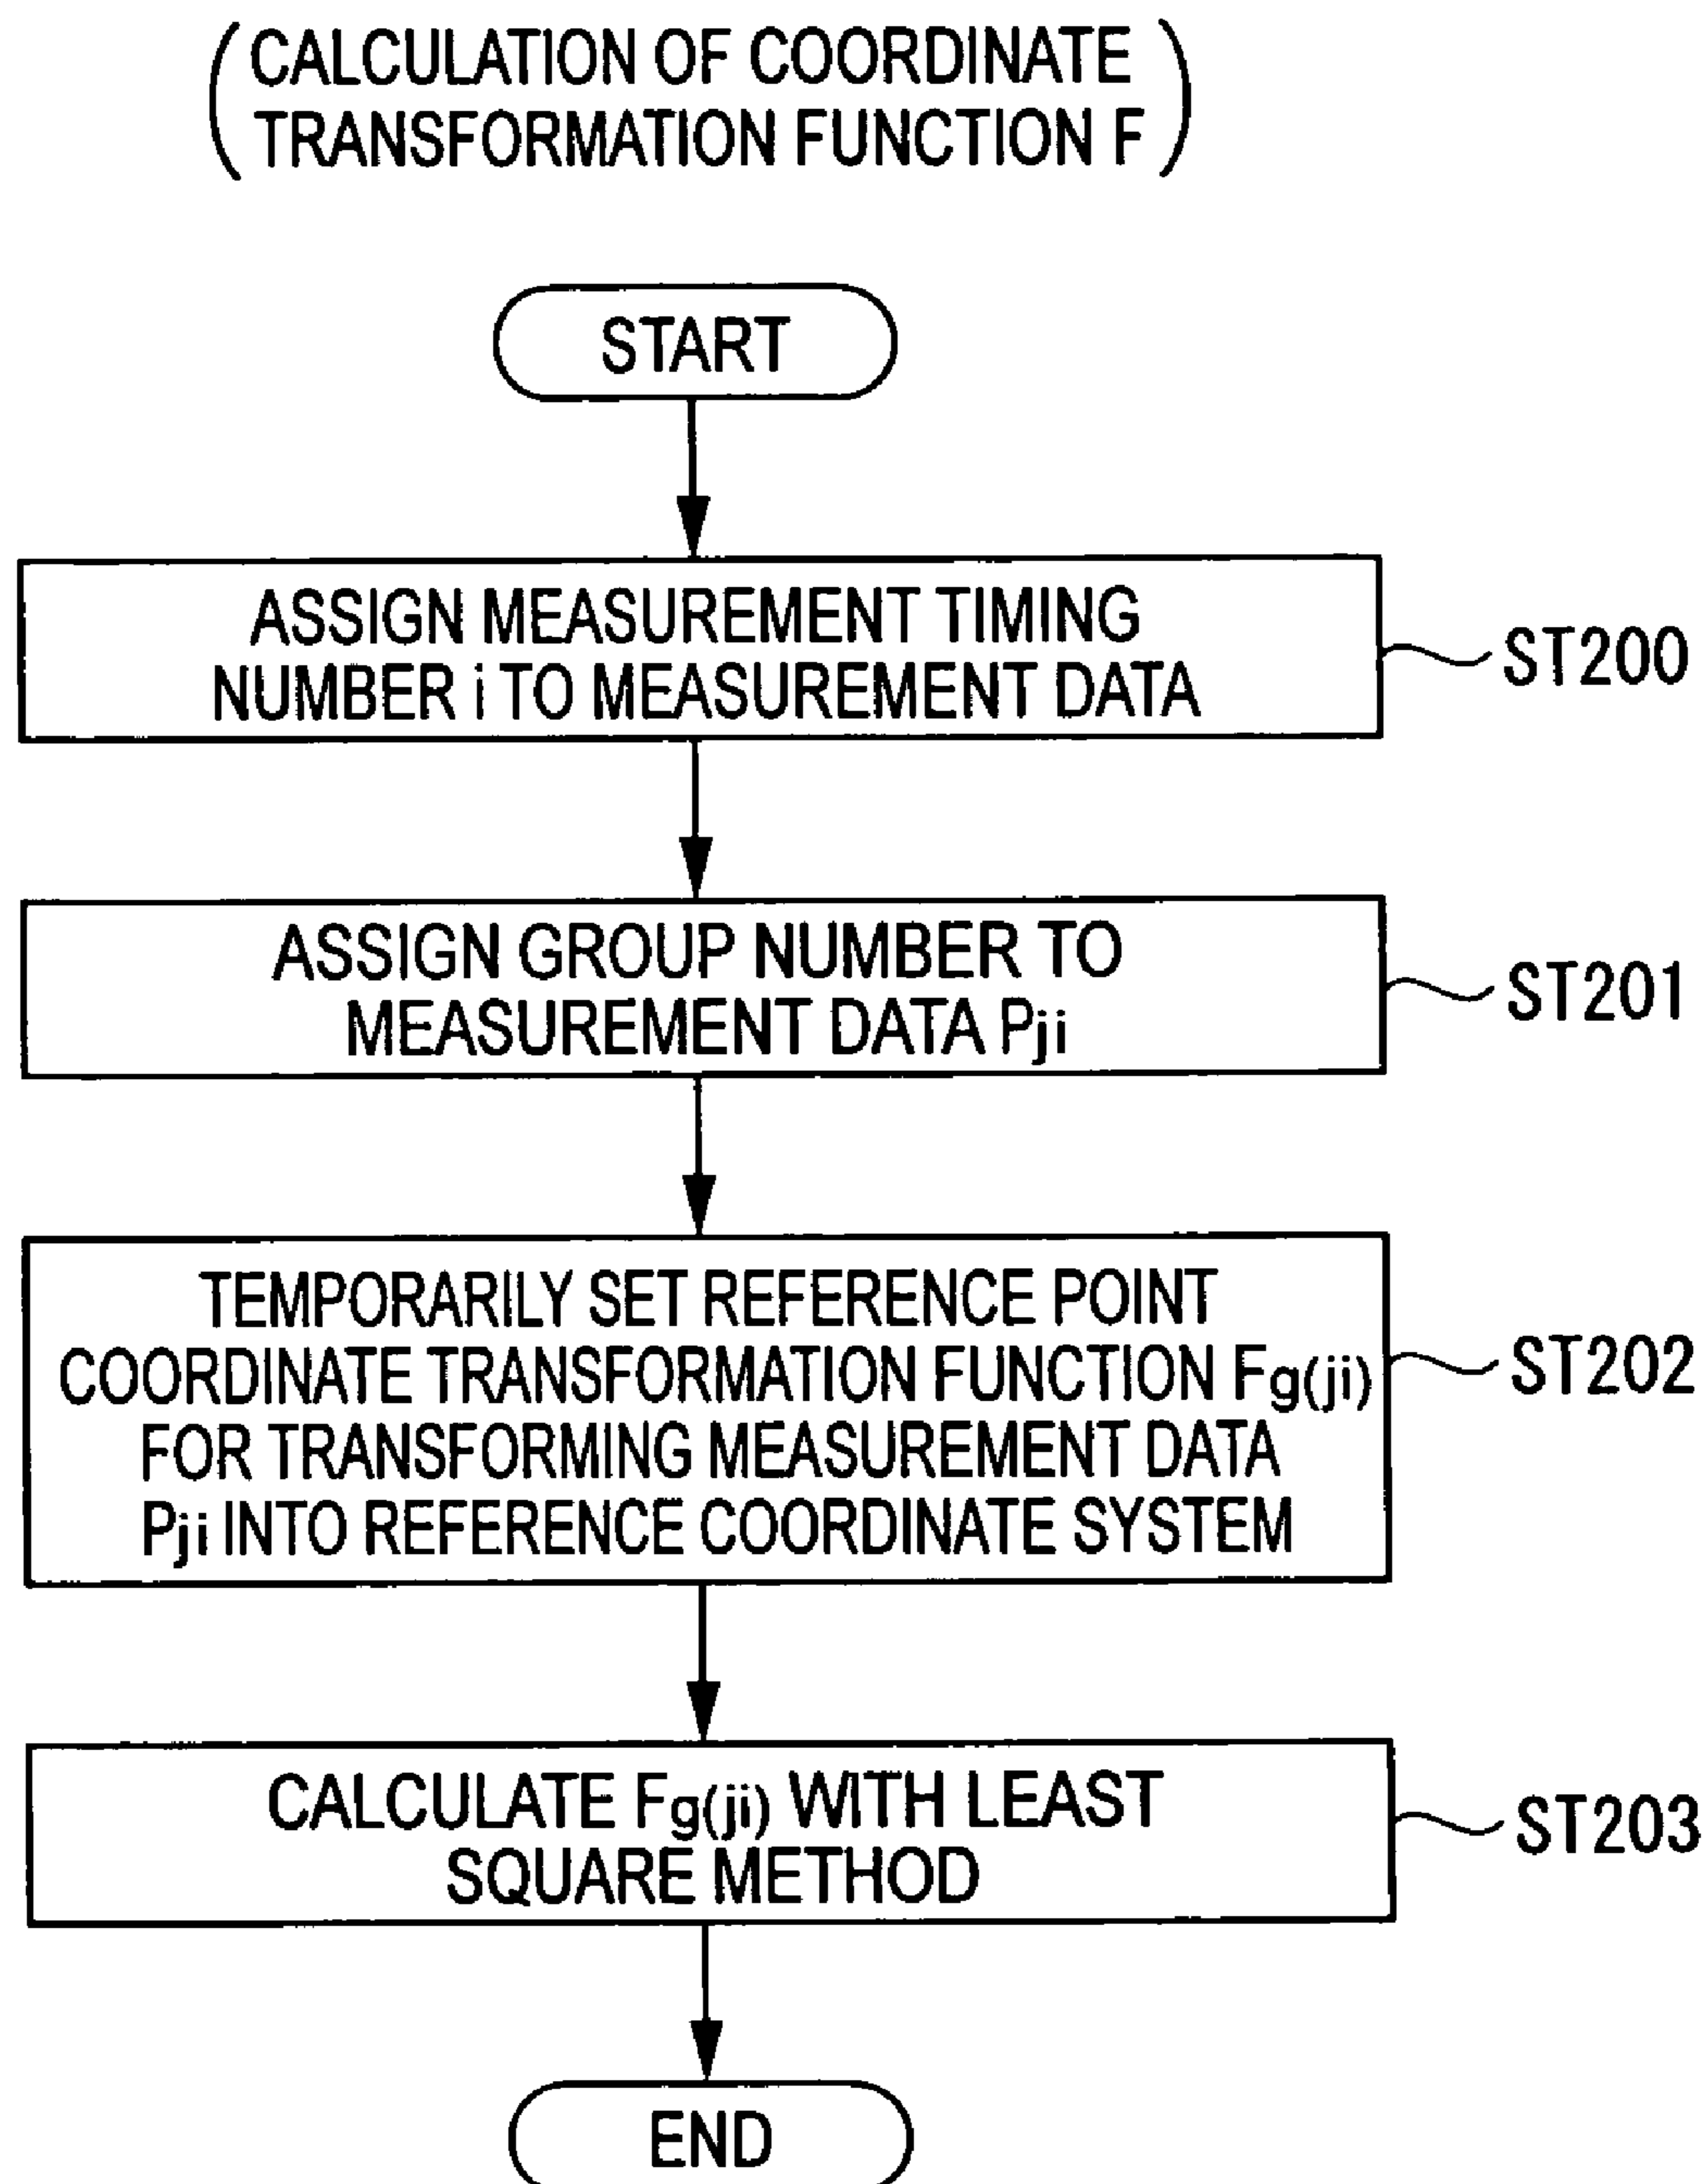 CALCULATION OF COORDINATE
TRANSFORMATION FUNCTION F
START
ASSIGN MEASUREMENT TIMING
NUMBER i TO MEASUREMENT DATA
ST200
ASSIGN GROUP NUMBER TO
MEASUREMENT DATA Pji
ST201
TEMPORARILY SET REFERENCE POINT
COORDINATE TRANSFORMATION FUNCTION Fg(ji)
FOR TRANSFORMING MEASUREMENT DATA
Pji INTO REFERENCE COORDINATE SYSTEM
ST202
CALCULATE Fg(ji) WITH LEAST
SQUARE METHOD
ST203
END